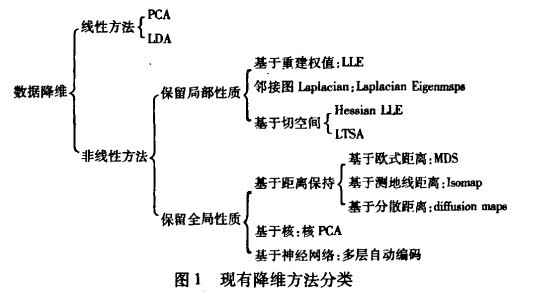 PCA
线性方法
LDA
基于重建权值:LLE
保留局部性质
邻接图 Laplacian:Laplacian Eigenmaps
Hessian LLE
基于切空间
LTSA
数据降维
非线性方法
基于欧式距离:MDS
基于距离保持
基于测地线距离:Isomap
基于分散距离:diffusion maps
保留全局性质
基于核:核 PCA
基于神经网络:多层自动编码
图 1 现有降维方法分类